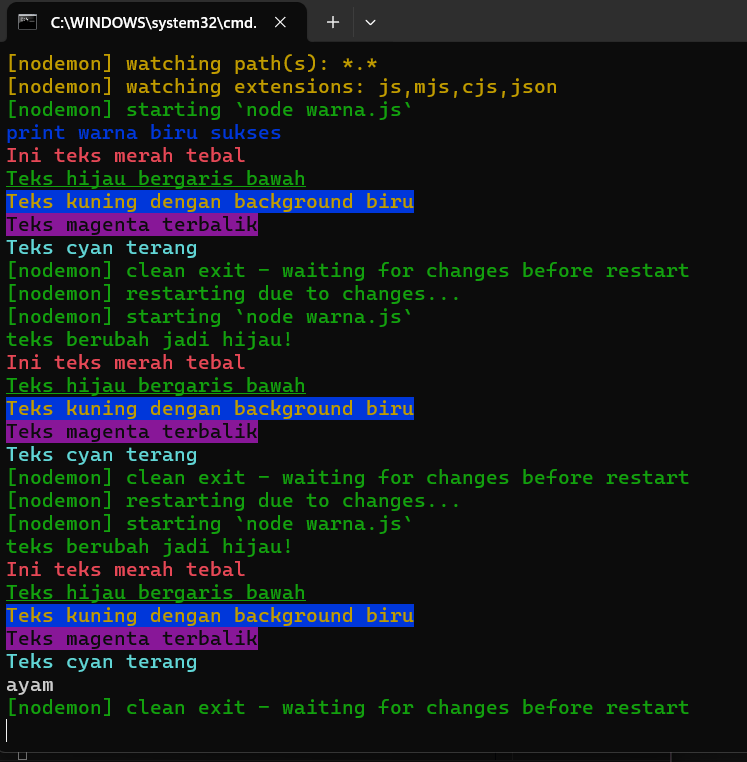 C:\WINDOWS\system32\cmd.
[nodemon] watching path(s): *.*
[nodemon] watching extensions: js,mjs,cjs,json
[nodemon] starting `node warna.js`
print warna biru sukses
Ini teks merah tebal
Teks hijau bergaris bawah
Teks kuning dengan background biru
Teks magenta terbalik
Teks cyan terang
[nodemon] clean exit - waiting for changes before restart
[nodemon] restarting due to changes...
[nodemon] starting `node warna.js`
teks berubah jadi hijau!
Ini teks merah tebal
Teks hijau bergaris bawah
Teks kuning dengan background biru
Teks magenta terbalik
Teks cyan terang
[nodemon] clean exit - waiting for changes before restart
[nodemon] restarting due to changes...
[nodemon] starting `node warna.js`
teks berubah jadi hijau!
Ini teks merah tebal
Teks hijau bergaris bawah
Teks kuning dengan background biru
Teks magenta terbalik
Teks cyan terang
ayam
[nodemon] clean exit - waiting for changes before restart